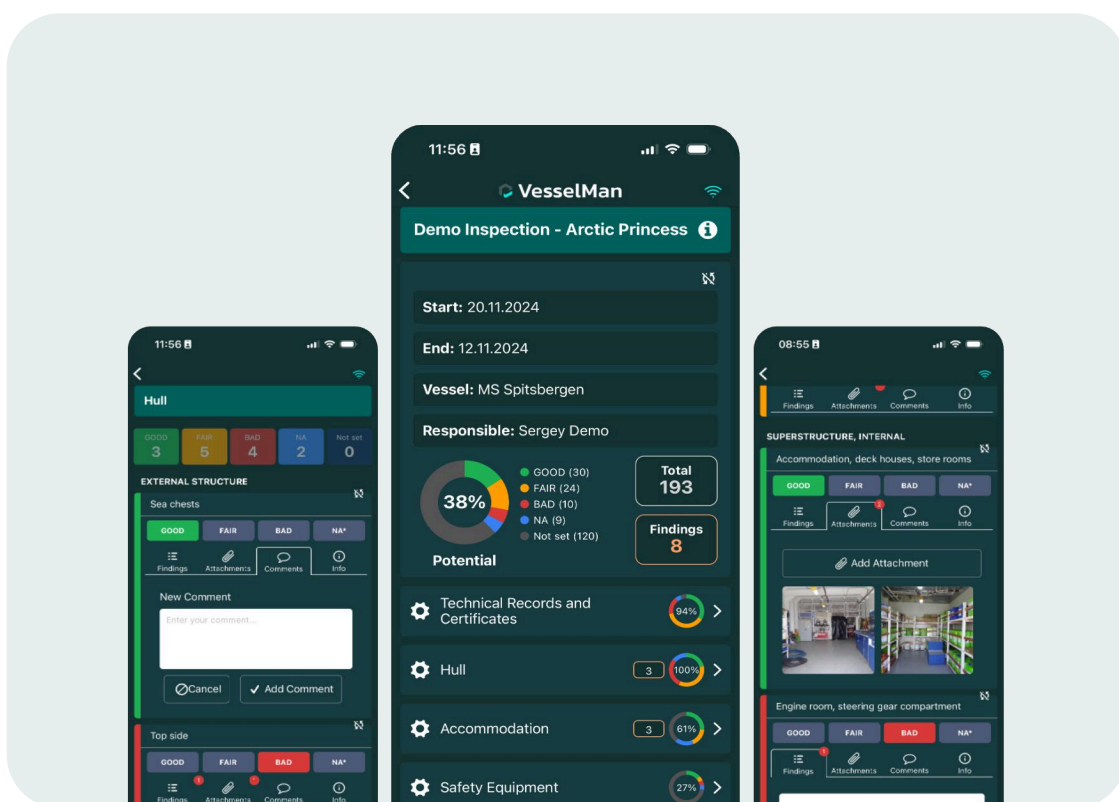 11:56
Hull
GOOD FAIR BAD NA Not set
3 5 4 2 0
EXTERNAL STRUCTURE
Sea chests
GOOD FAIR BAD NA*
Findings Attachments Comments Info
New Comment
Enter your comment...
Cancel Add Comment
Top side
GOOD FAIR BAD NA*
1
Findings Attachments Comments Info
11:56
VesselMan
Demo Inspection - Arctic Princess
Start: 20.11.2024
End: 12.11.2024
Vessel: MS Spitsbergen
Responsible: Sergey Demo
38%
Potential
GOOD (30)
FAIR (24)
BAD (10)
NA (9)
Not set (120)
Total
193
Findings
8
Technical Records and
Certificates
94%
Hull 3 100%
Accommodation 3 61%
Safety Equipment 27%
08:55
Findings Attachments Comments Info
SUPERSTRUCTURE, INTERNAL
Accommodation, deck houses, store rooms
GOOD FAIR BAD NA*
Findings Attachments Comments Info
Add Attachment
Engine room, steering gear compartment
GOOD FAIR BAD NA*
1
Findings Attachments Comments Info